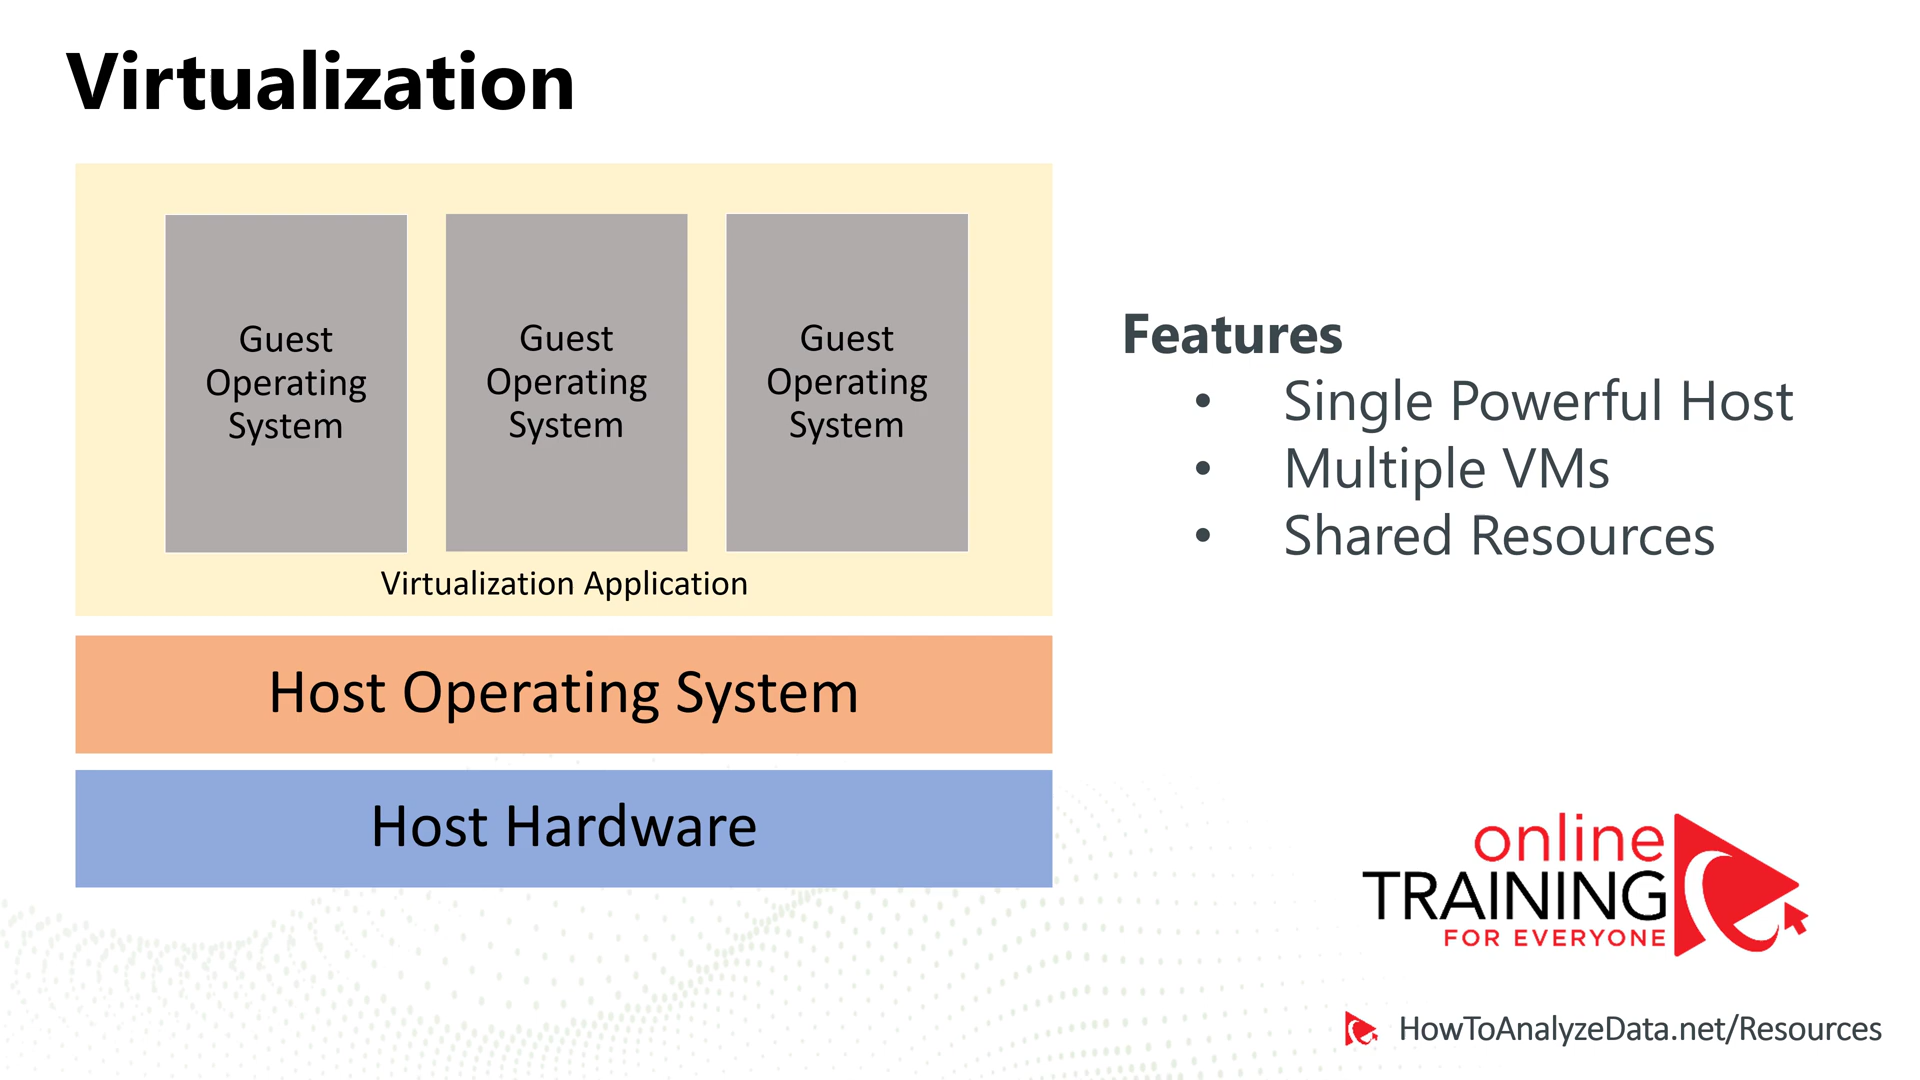 Virtualization
Guest
Operating
System
Guest
Operating
System
Guest
Operating
System
Virtualization Application
Host Operating System
Host Hardware
Features
• Single Powerful Host
• Multiple VMs
• Shared Resources
online
TRAINING
FOR EVERYONE
HowToAnalyzeData.net/Resources